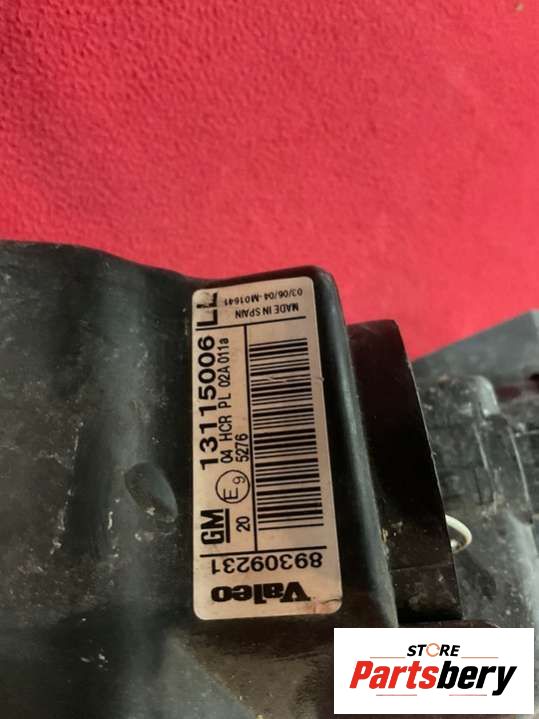 GM 13115006 LL
20 E9 04 HCR PL 02A 011a
5276
MADE IN SPAIN
03/06/04-M01641
89309231
Valeo
STORE
Partsbery